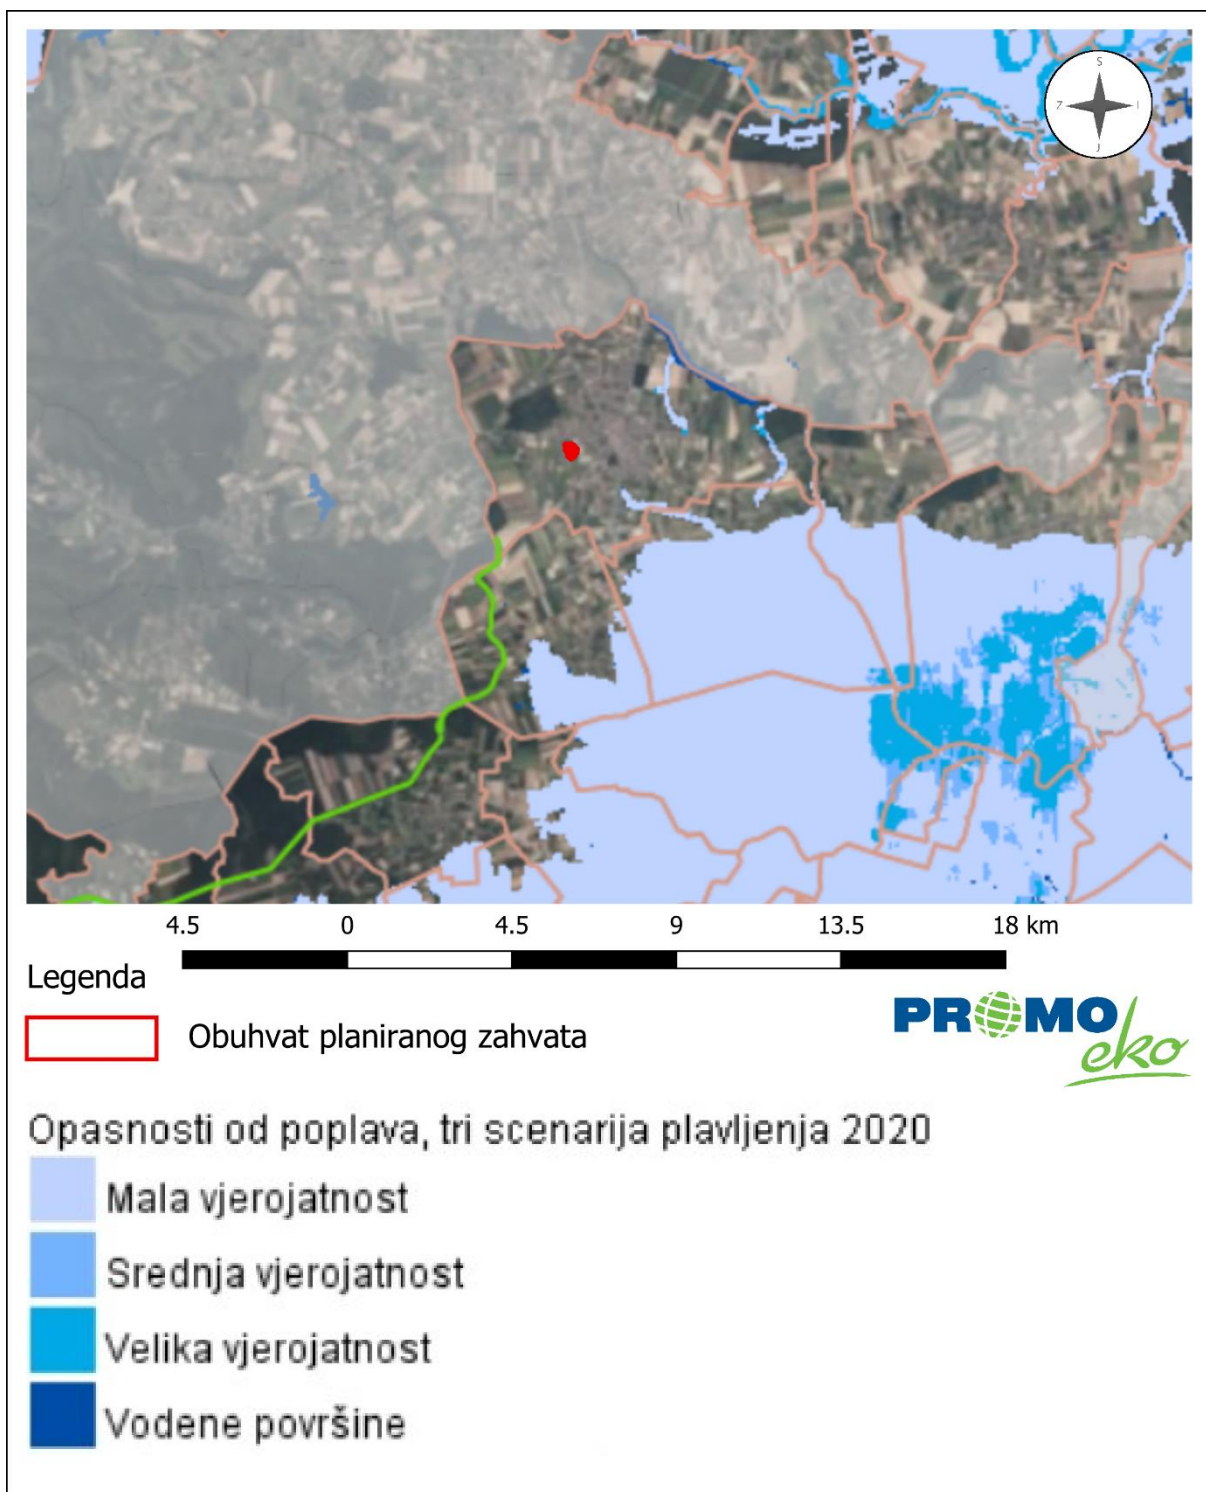 S
Z I
J
4.5 0 4.5 9 13.5 18 km
Legenda
Obuhvat planiranog zahvata
PROMO
eko
Opasnosti od poplava, tri scenarija plavljenja 2020
Mala vjerojatnost
Srednja vjerojatnost
Velika vjerojatnost
Vodene površine